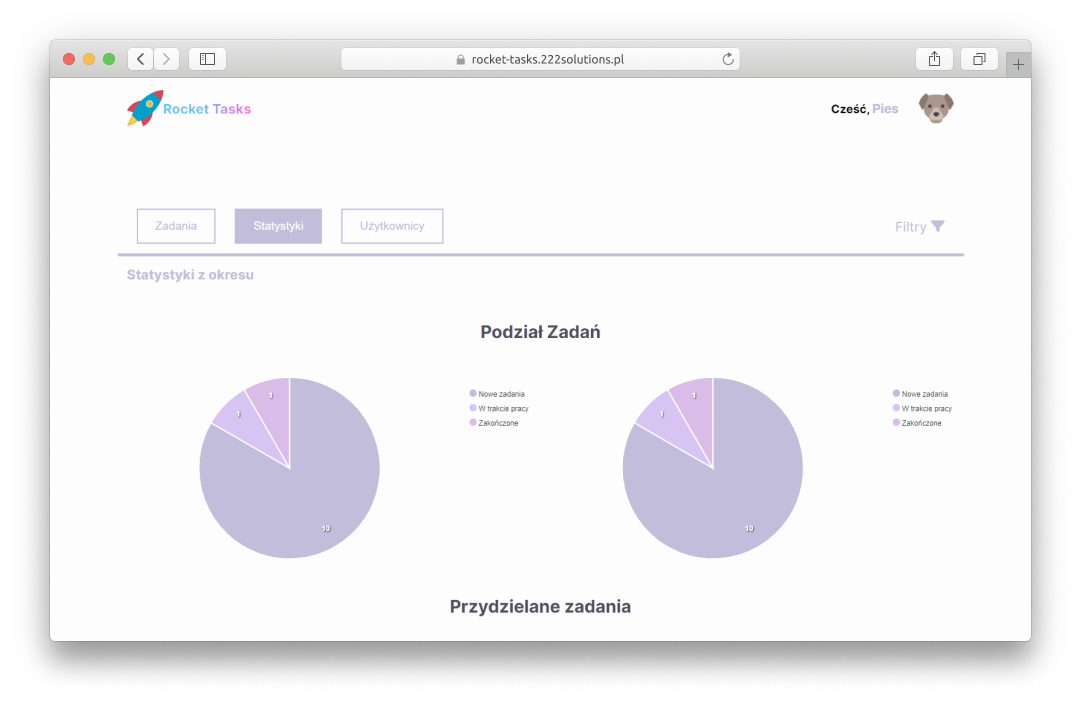 rocket-tasks.222solutions.pl
Rocket Tasks
Cześć, Pies
Zadania
Statystyki
Użytkownicy
Filtry
Statystyki z okresu
Podział Zadań
1
1
10
Nowe zadania
W trakcie pracy
Zakończone
1
1
10
Nowe zadania
W trakcie pracy
Zakończone
Przydzielane zadania